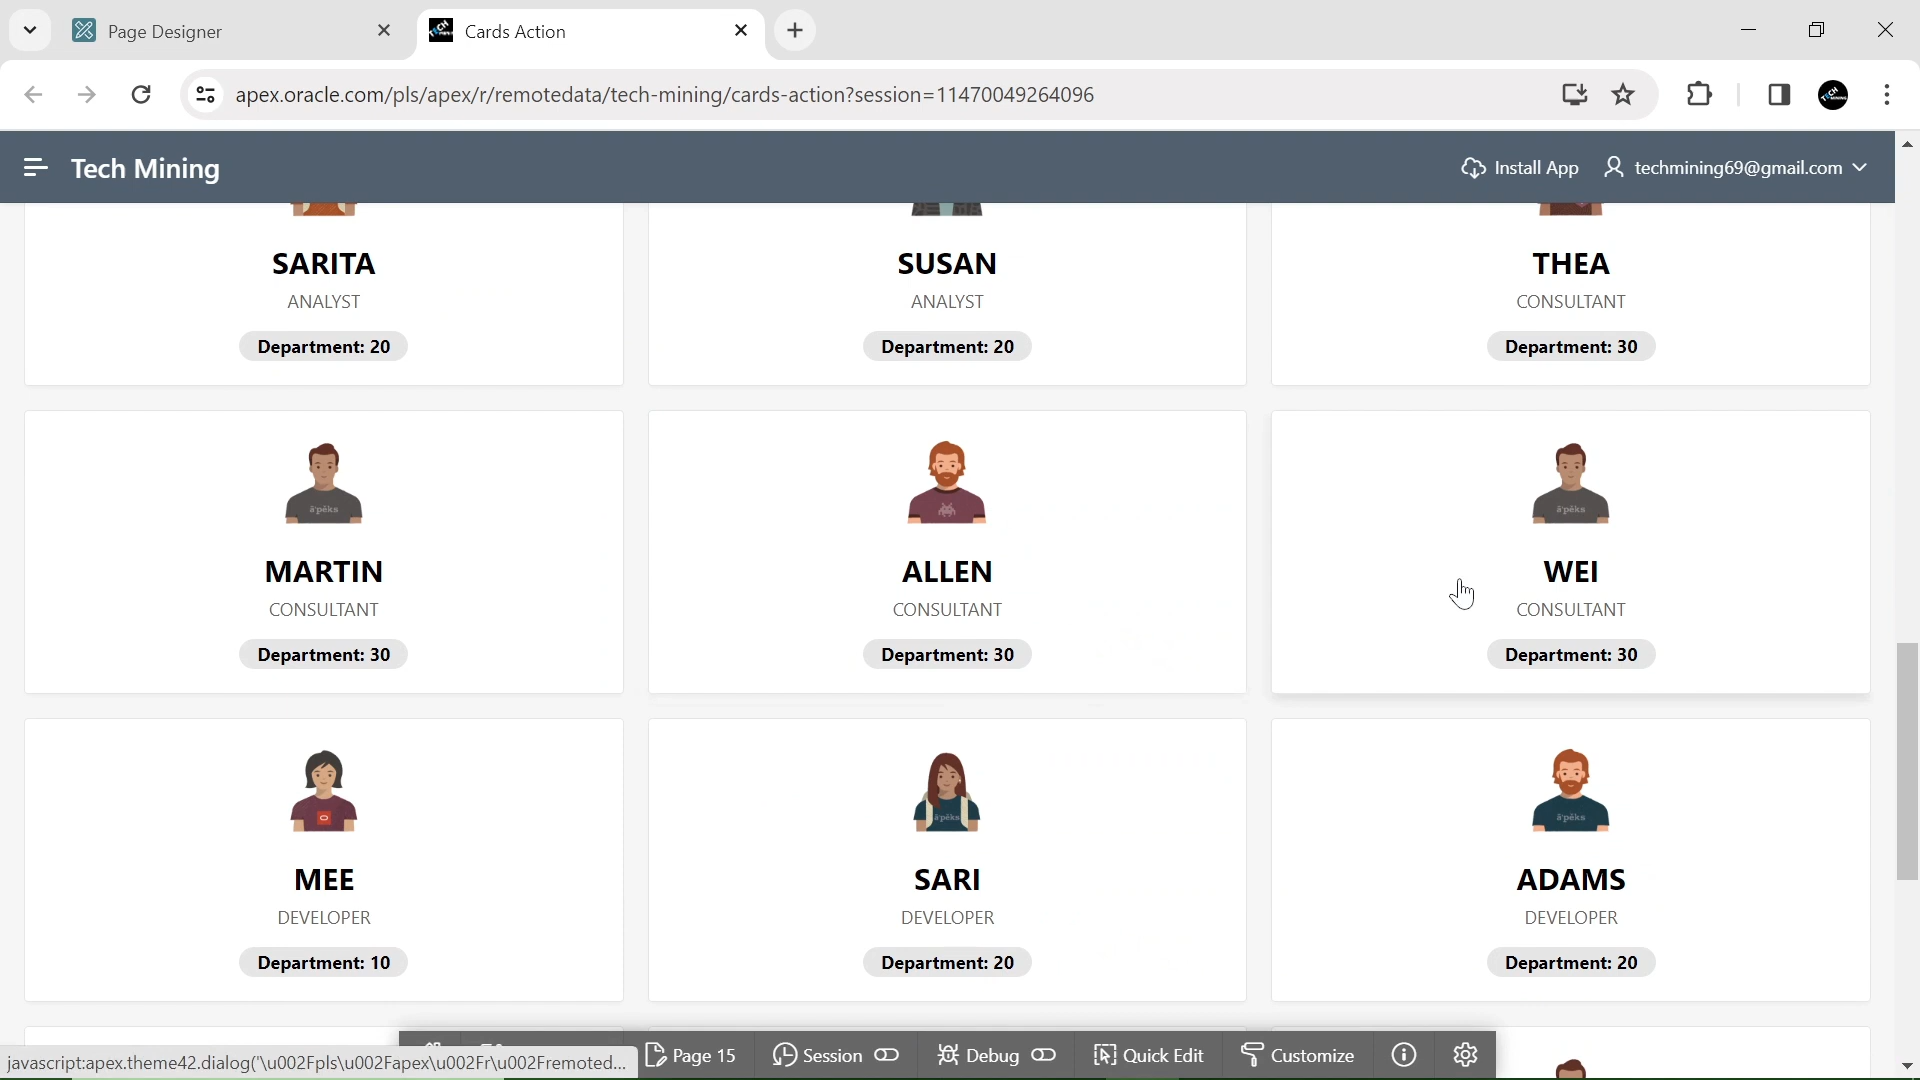 Page Designer
Cards Action
apex.oracle.com/pls/apex/r/remotedata/tech-mining/cards-action?session=11470049264096
Tech Mining
Install App
techmining69@gmail.com
SARITA
ANALYST
Department: 20
SUSAN
ANALYST
Department: 20
THEA
CONSULTANT
Department: 30
MARTIN
CONSULTANT
Department: 30
ALLEN
CONSULTANT
Department: 30
WEI
CONSULTANT
Department: 30
MEE
DEVELOPER
Department: 10
SARI
DEVELOPER
Department: 20
ADAMS
DEVELOPER
Department: 20
javascript:apex.theme42.dialog('\u002Fpls\u002Fapex\u002Fr\u002Fremoted...
Page 15
Session
Debug
Quick Edit
Customize